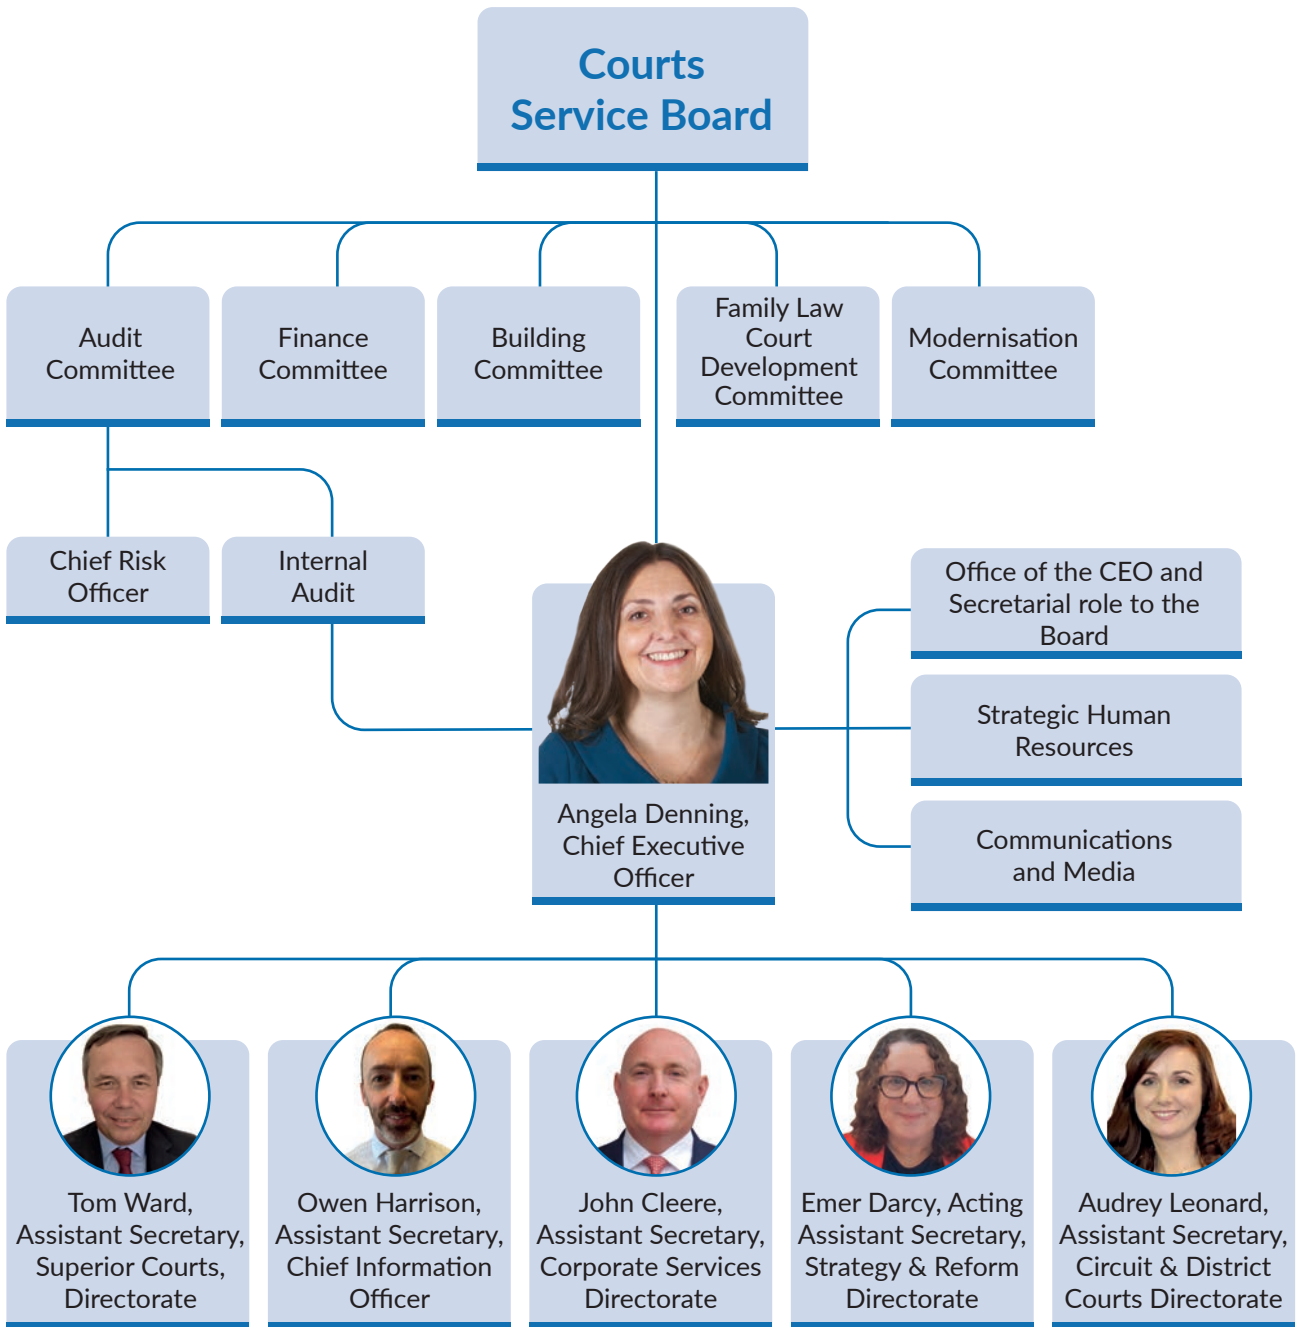 Courts
Service Board
Audit
Committee
Finance
Committee
Building
Committee
Family Law
Court
Development
Committee
Modernisation
Committee
Chief Risk
Officer
Internal
Audit
Office of the CEO and
Secretarial role to the
Board
Strategic Human
Resources
Communications
and Media
Angela Denning,
Chief Executive
Officer
Tom Ward,
Assistant Secretary,
Superior Courts,
Directorate
Owen Harrison,
Assistant Secretary,
Chief Information
Officer
John Cleere,
Assistant Secretary,
Corporate Services
Directorate
Emer Darcy, Acting
Assistant Secretary,
Strategy & Reform
Directorate
Audrey Leonard,
Assistant Secretary,
Circuit & District
Courts Directorate